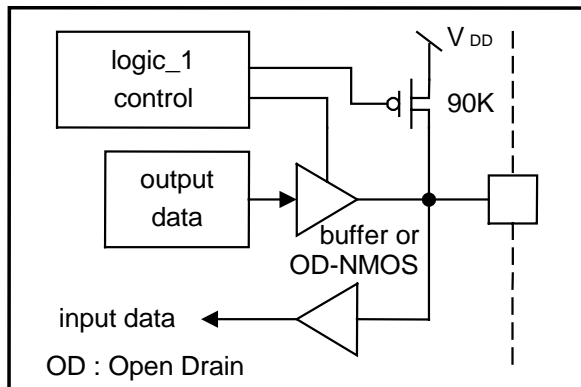 V DD
logic_1
control
90K
output
data
buffer or
OD-NMOS
input data
OD : Open Drain